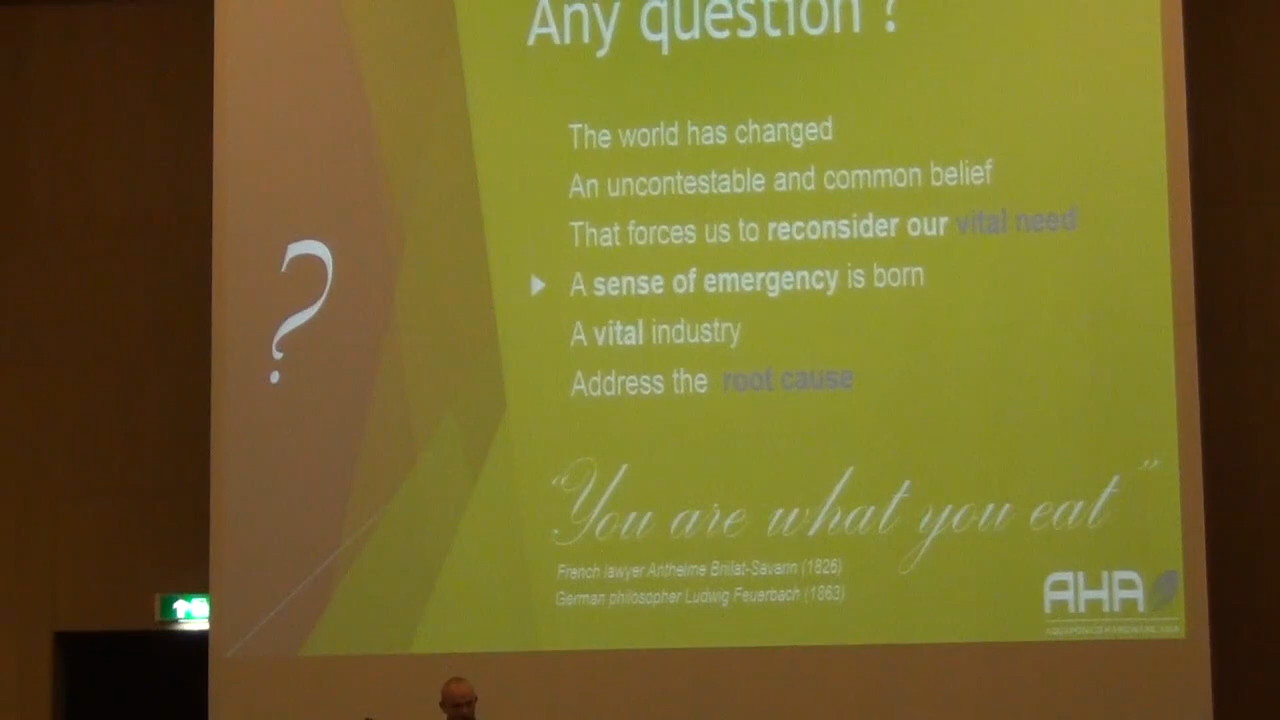 Any question ?
The world has changed
An uncontestable and common belief
That forces us to reconsider our vital need
A sense of emergency is born
A vital industry
Address the root cause
?
“You are what you eat”
French lawyer Anthelme Brillat-Savarin (1826)
German philosopher Ludwig Feuerbach (1863)
AHA